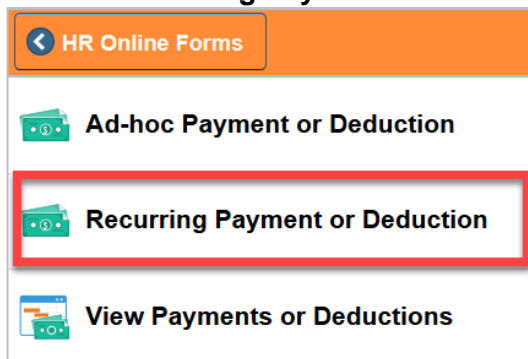 HR Online Forms
Ad-hoc Payment or Deduction
Recurring Payment or Deduction
View Payments or Deductions